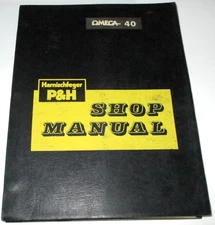 OMEGA- 40
Harnischfeger
P&H
SHOP
MANUAL